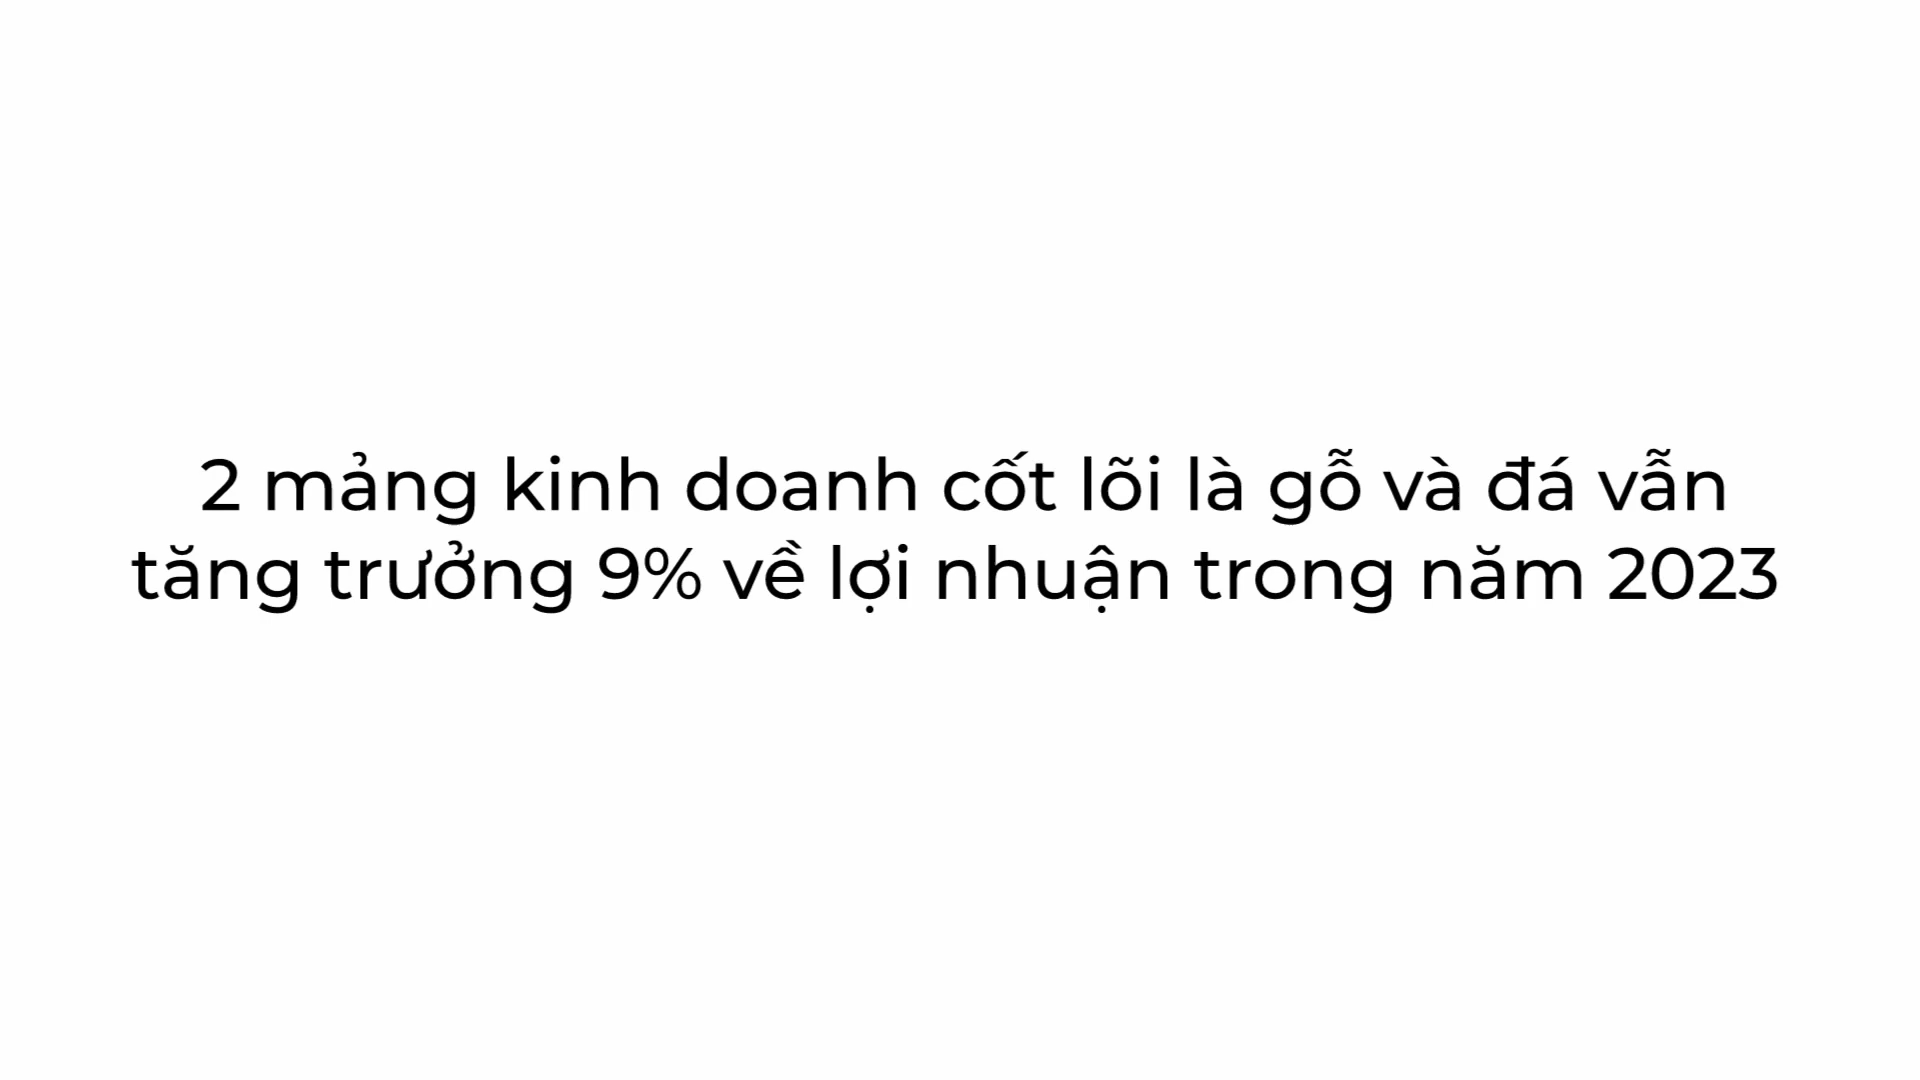 2 mảng kinh doanh cốt lõi là gỗ và đá vẫn
tăng trưởng 9% về lợi nhuận trong năm 2023